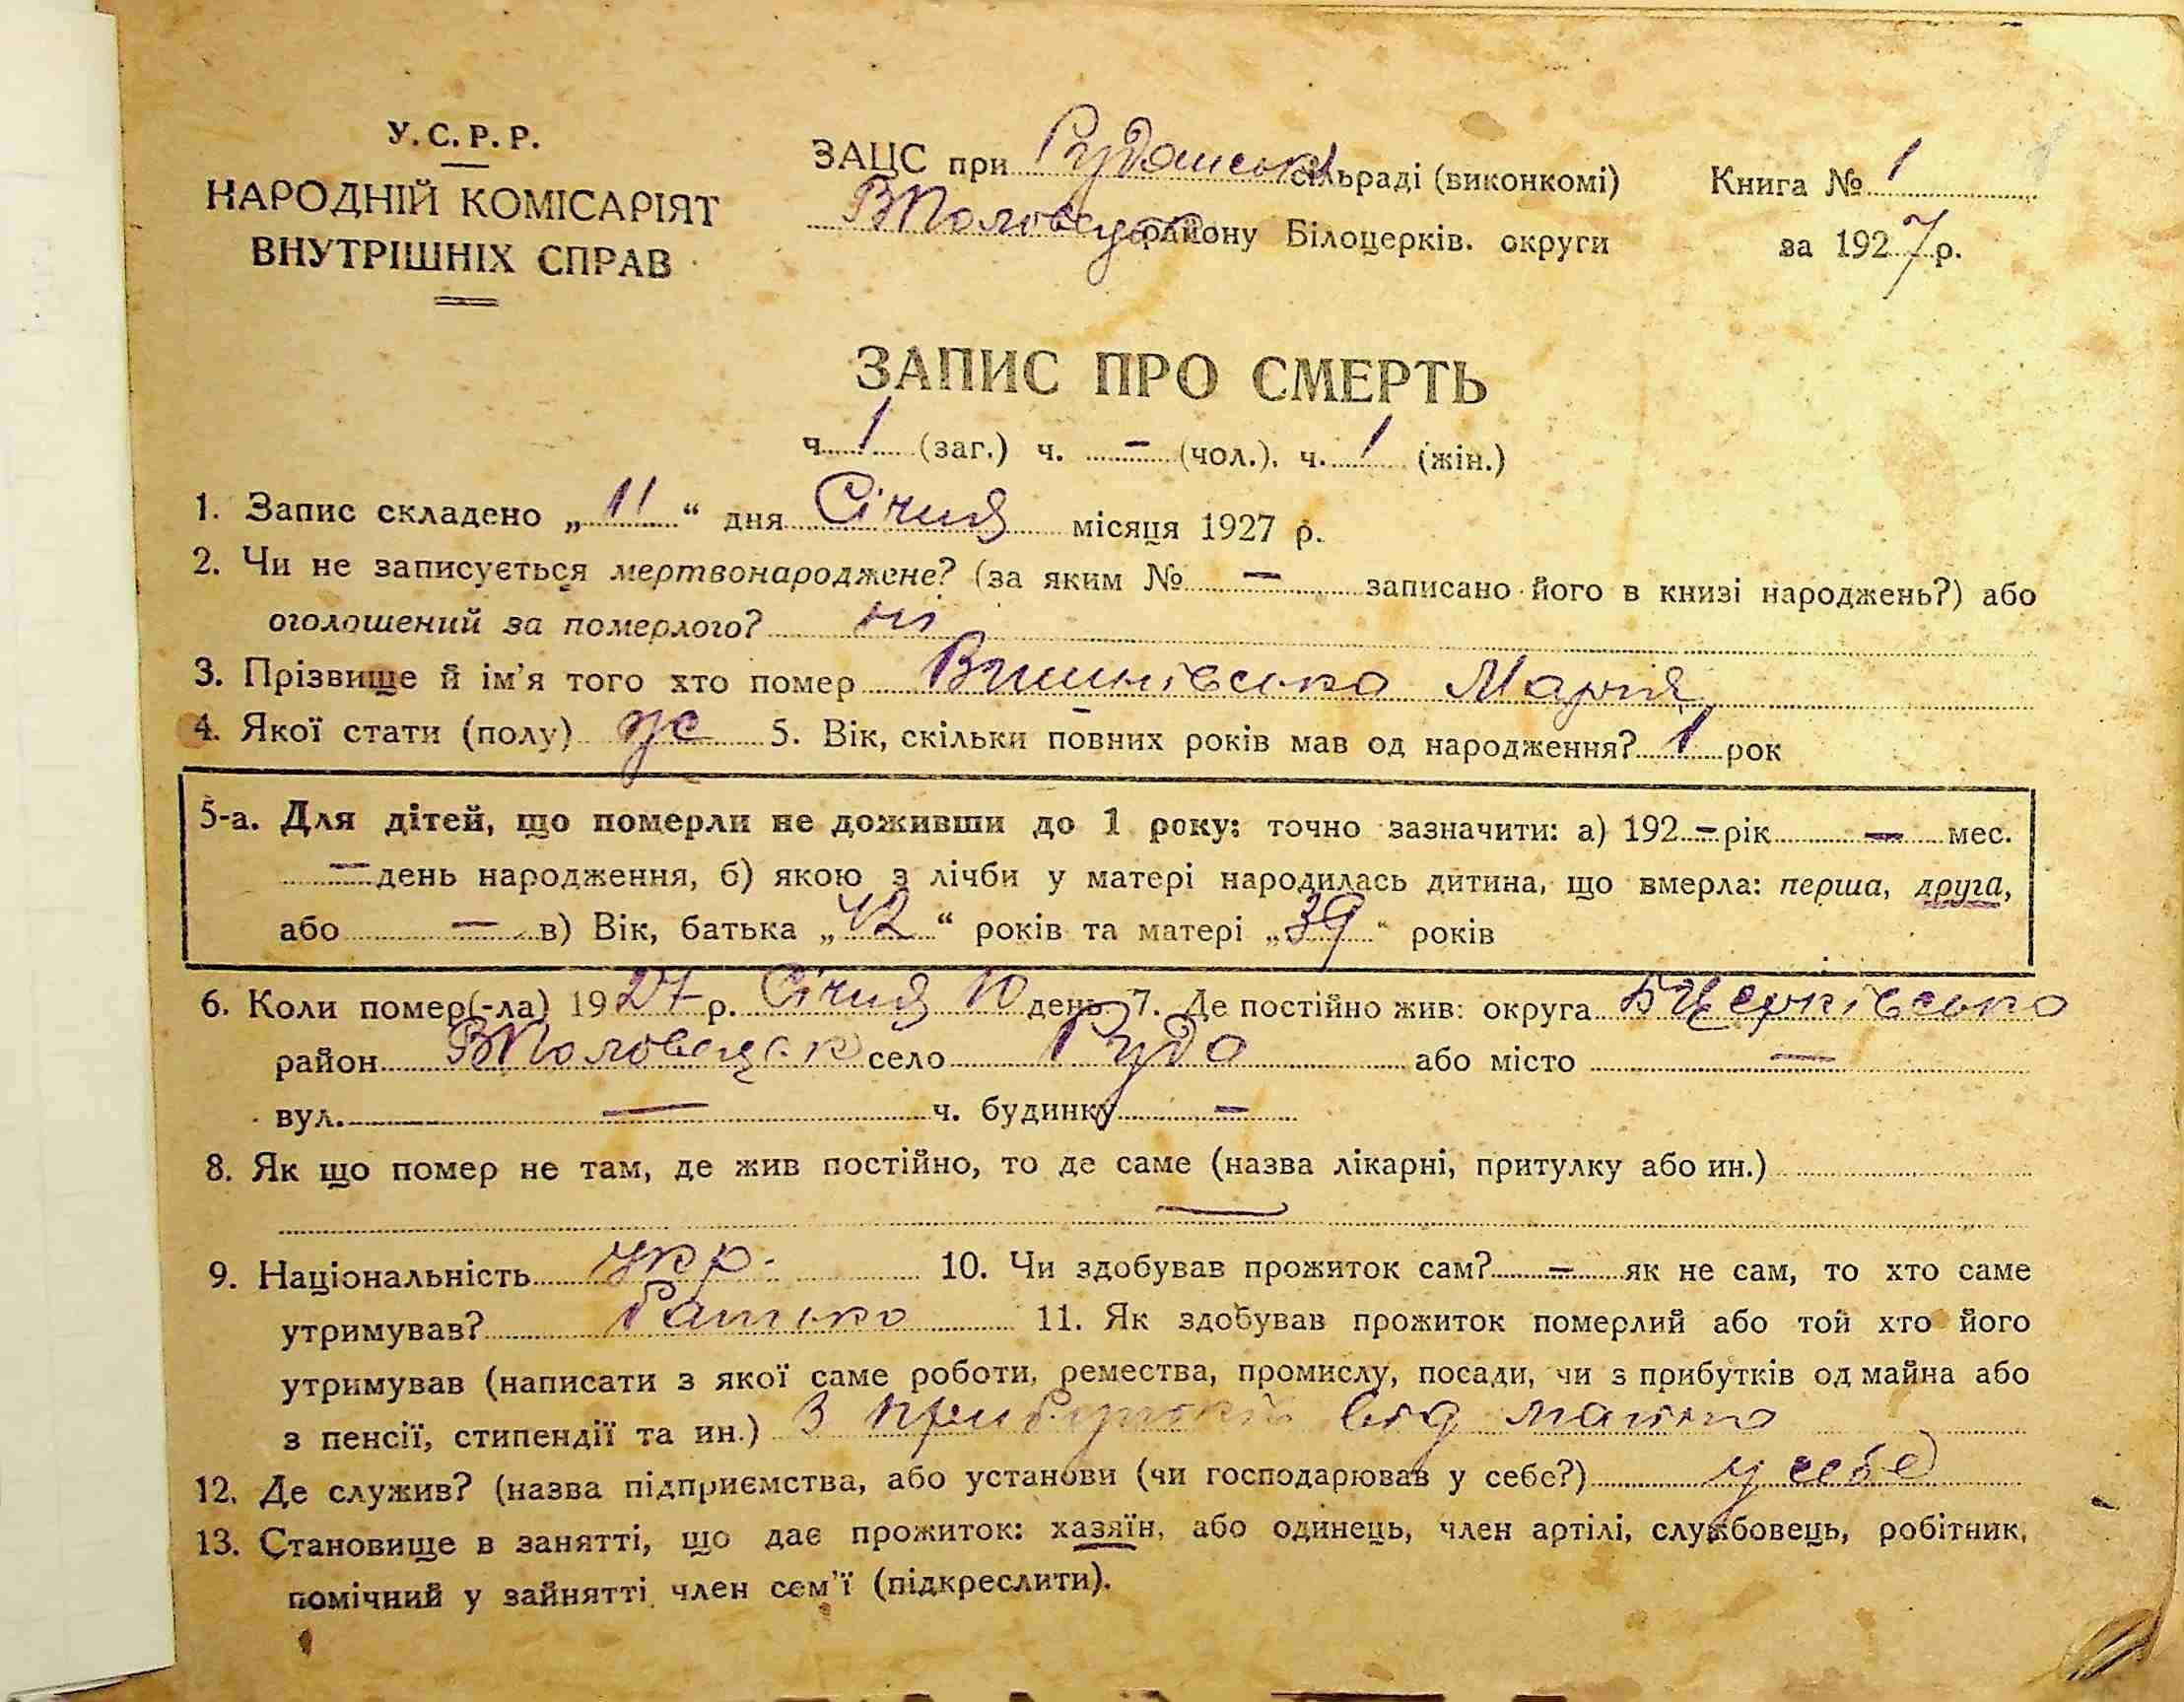 У.С.Р.Р.
НАРОДНІЙ КОМІСАРІЯТ
ВНУТРІШНІХ СПРАВ
ЗАЦС при Рудянські сільраді (виконкомі)
ВПоловецьк району Білоцерків. округи
Книга № 1
за 1927 р.
ЗАПИС ПРО СМЕРТЬ
ч. 1 (заг.) ч. – (чол.). ч. 1 (жін.)
1. Запис складено „11“ дня Січня місяця 1927 р.
2. Чи не записується мертвонароджене? (за яким № – записано його в книзі народжень?) або
оголошений за померлого? ні
3. Прізвище й ім'я того хто помер Вишнівська Марія
4. Якої стати (полу) ж 5. Вік, скільки повних років мав од народження? 1 рок
5-а. Для дітей, що померли не доживши до 1 року: точно зазначити: а) 192 – рік – мес.
– день народження, б) якою з лічби у матері народилась дитина, що вмерла: перша, друга,
або – в) Вік, батька „42“ років та матері „39“ років
6. Коли помер(-ла) 1927 р. Січня 10 день 7. Де постійно жив: округа БЦерківська
район ВПоловецьк село Руда або місто –
вул. – ч. будинку –
8. Як що помер не там, де жив постійно, то де саме (назва лікарні, притулку або ин.)
–
9. Національність укр. 10. Чи здобував прожиток сам? – як не сам, то хто саме
утримував? батько 11. Як здобував прожиток померлий або той хто його
утримував (написати з якої саме роботи, ремества, промислу, посади, чи з прибутків од майна або
з пенсії, стипендії та ин.) З прибутків від майна
12. Де служив? (назва підприємства, або установи (чи господарював у себе?) у себе
13. Становище в занятті, що дає прожиток: хазяїн, або одинець, член артілі, службовець, робітник,
помічний у зайнятті член сем'ї (підкреслити).